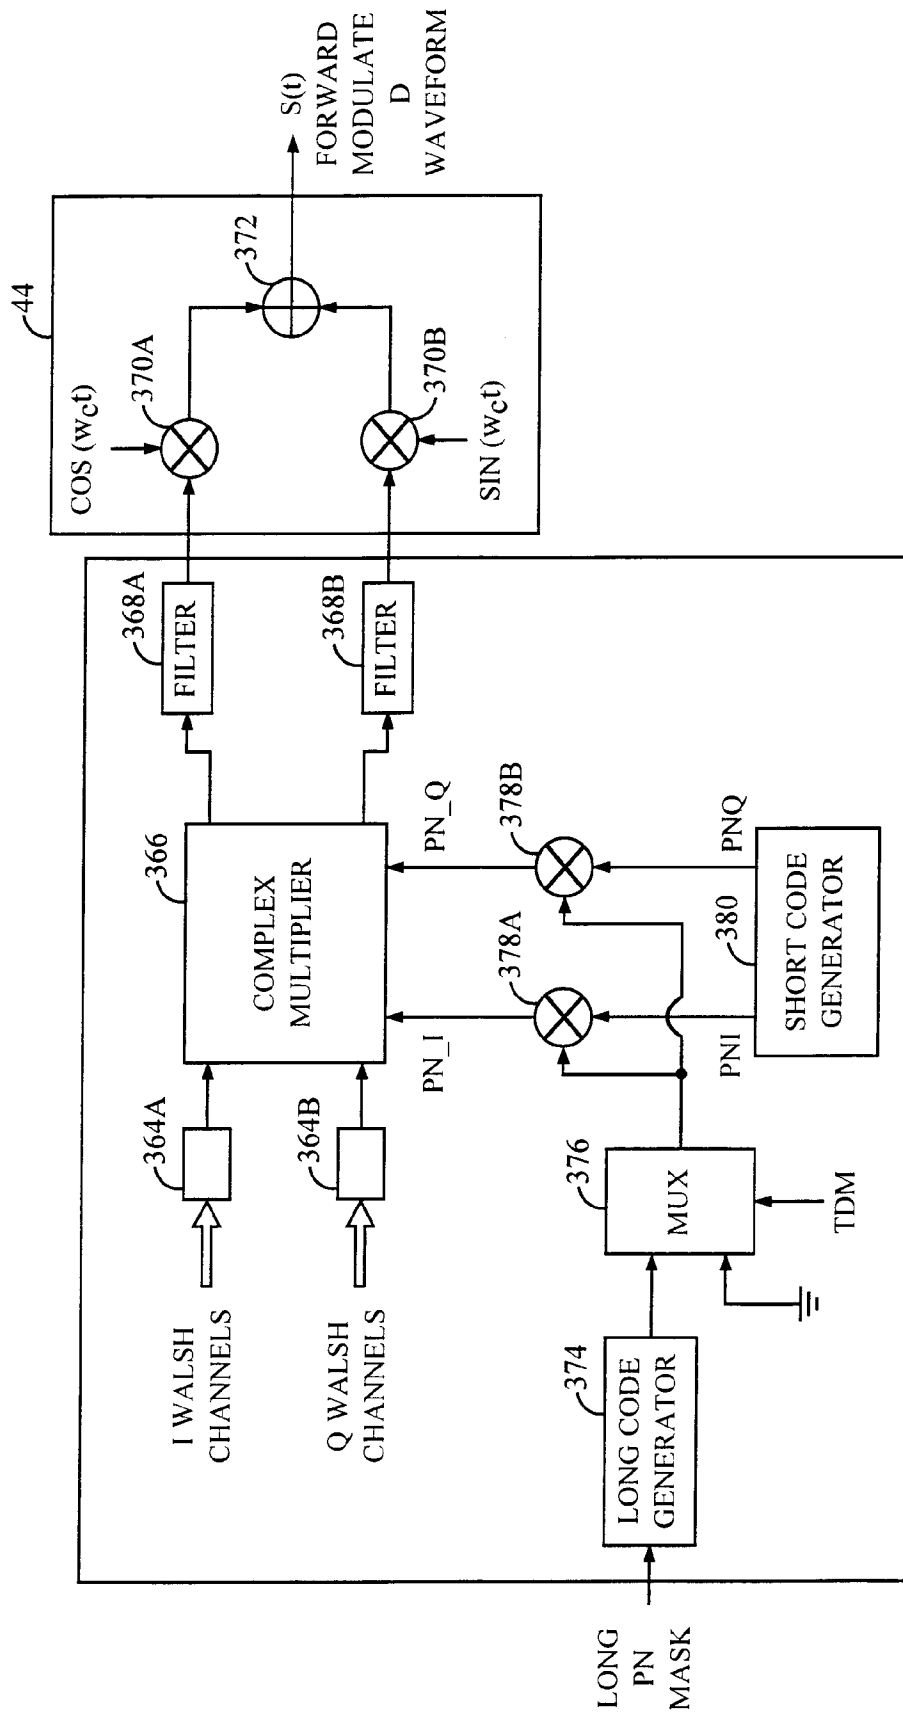 44
COS (wct)
370A
372
S(t)
FORWARD
MODULATE
D
WAVEFORM
370B
SIN (wct)
368A
FILTER
368B
FILTER
366
COMPLEX
MULTIPLIER
364A
I WALSH
CHANNELS
364B
Q WALSH
CHANNELS
PN_I
PN_Q
378A
378B
PNI
PNQ
380
SHORT CODE
GENERATOR
376
MUX
TDM
374
LONG CODE
GENERATOR
LONG
PN
MASK